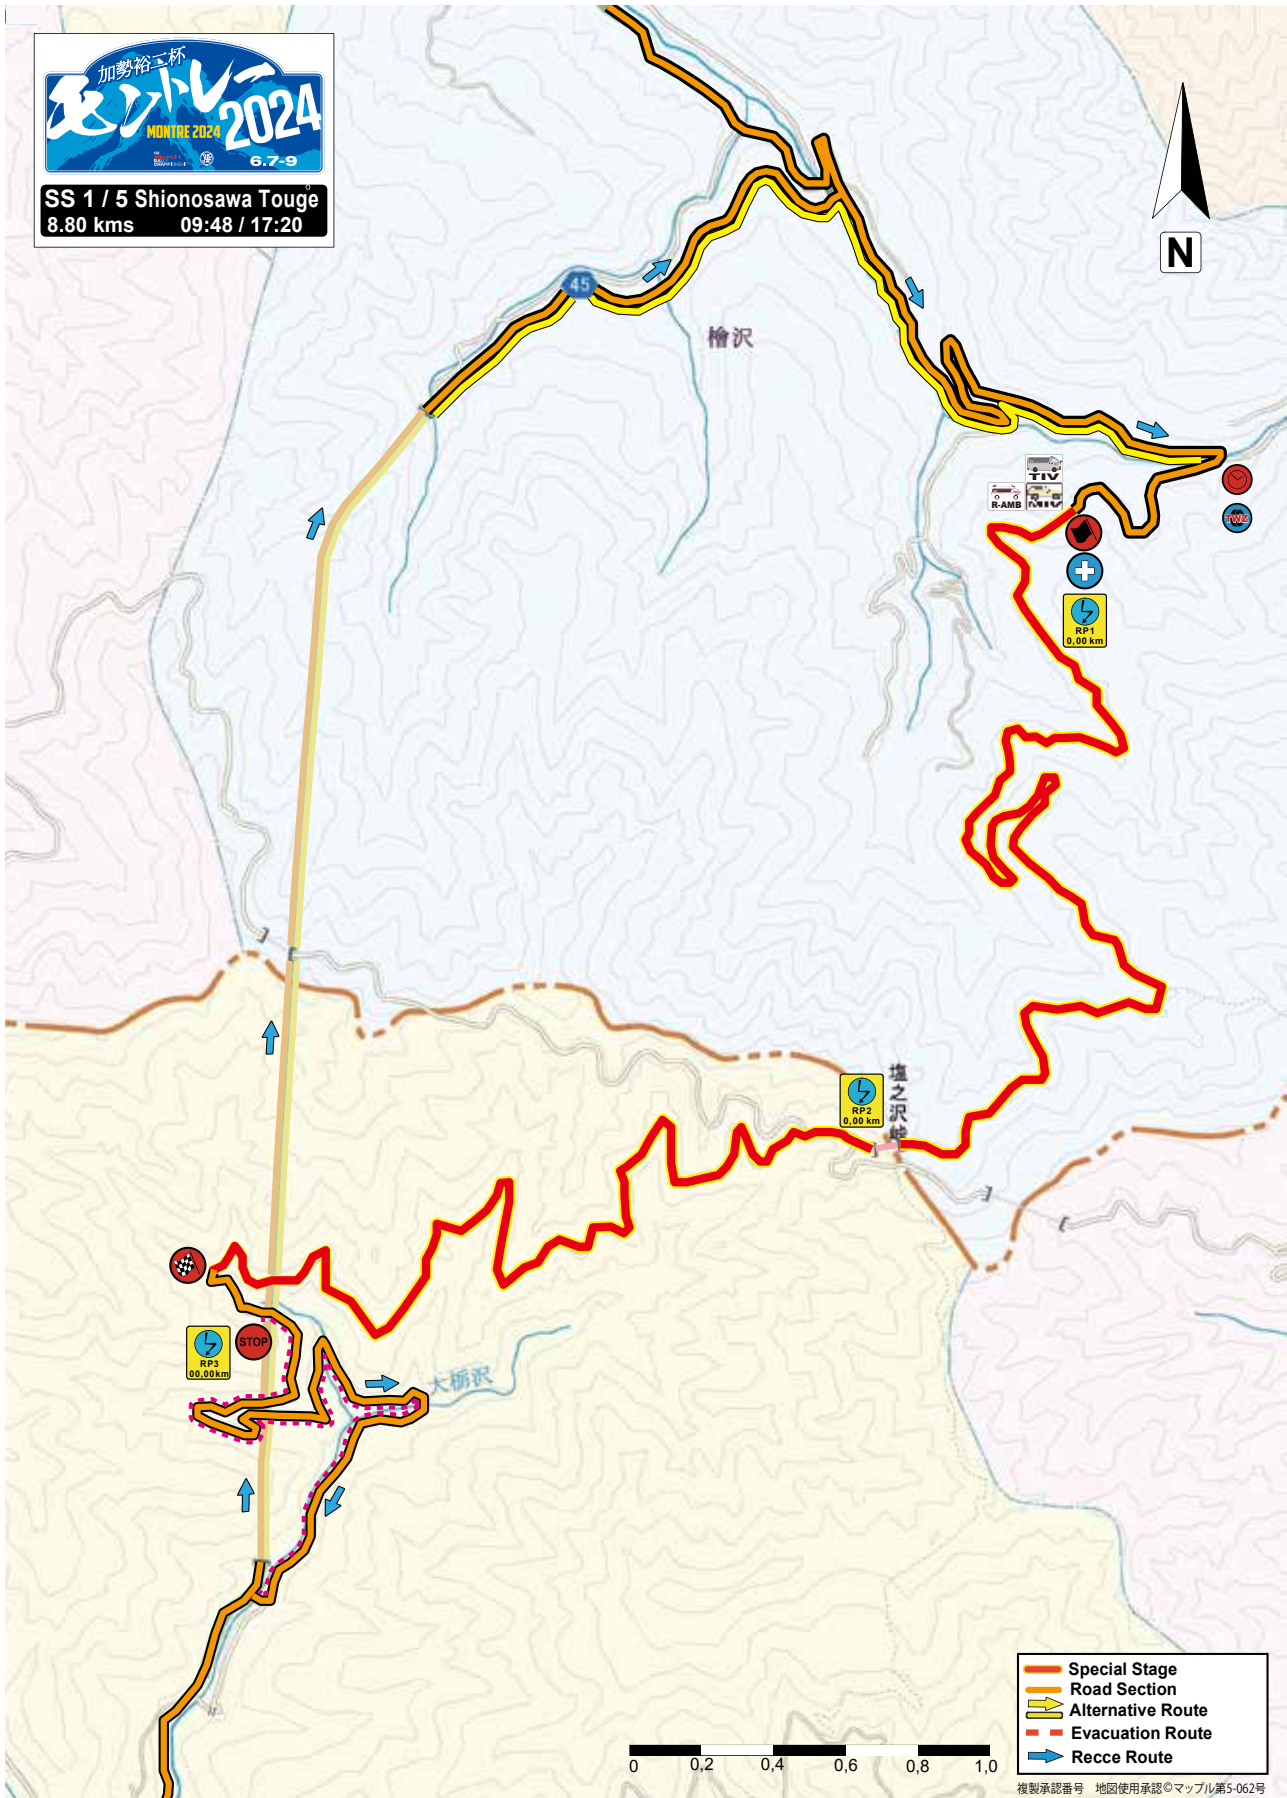 加勢裕二杯
モントレー
2024
MONTRE 2024
6.7-9
SS 1 / 5 Shionosawa Touge
8.80 kms 09:48 / 17:20
N
45
檜沢
TIV
R-AMB
MIV
TWZ
RP1
0,00 km
塩之沢峠
RP2
0,00 km
STOP
RP3
00,00km
大栃沢
Special Stage
Road Section
Alternative Route
Evacuation Route
Recce Route
0 0,2 0,4 0,6 0,8 1,0
複製承認番号 地図使用承認©マップル第5-062号